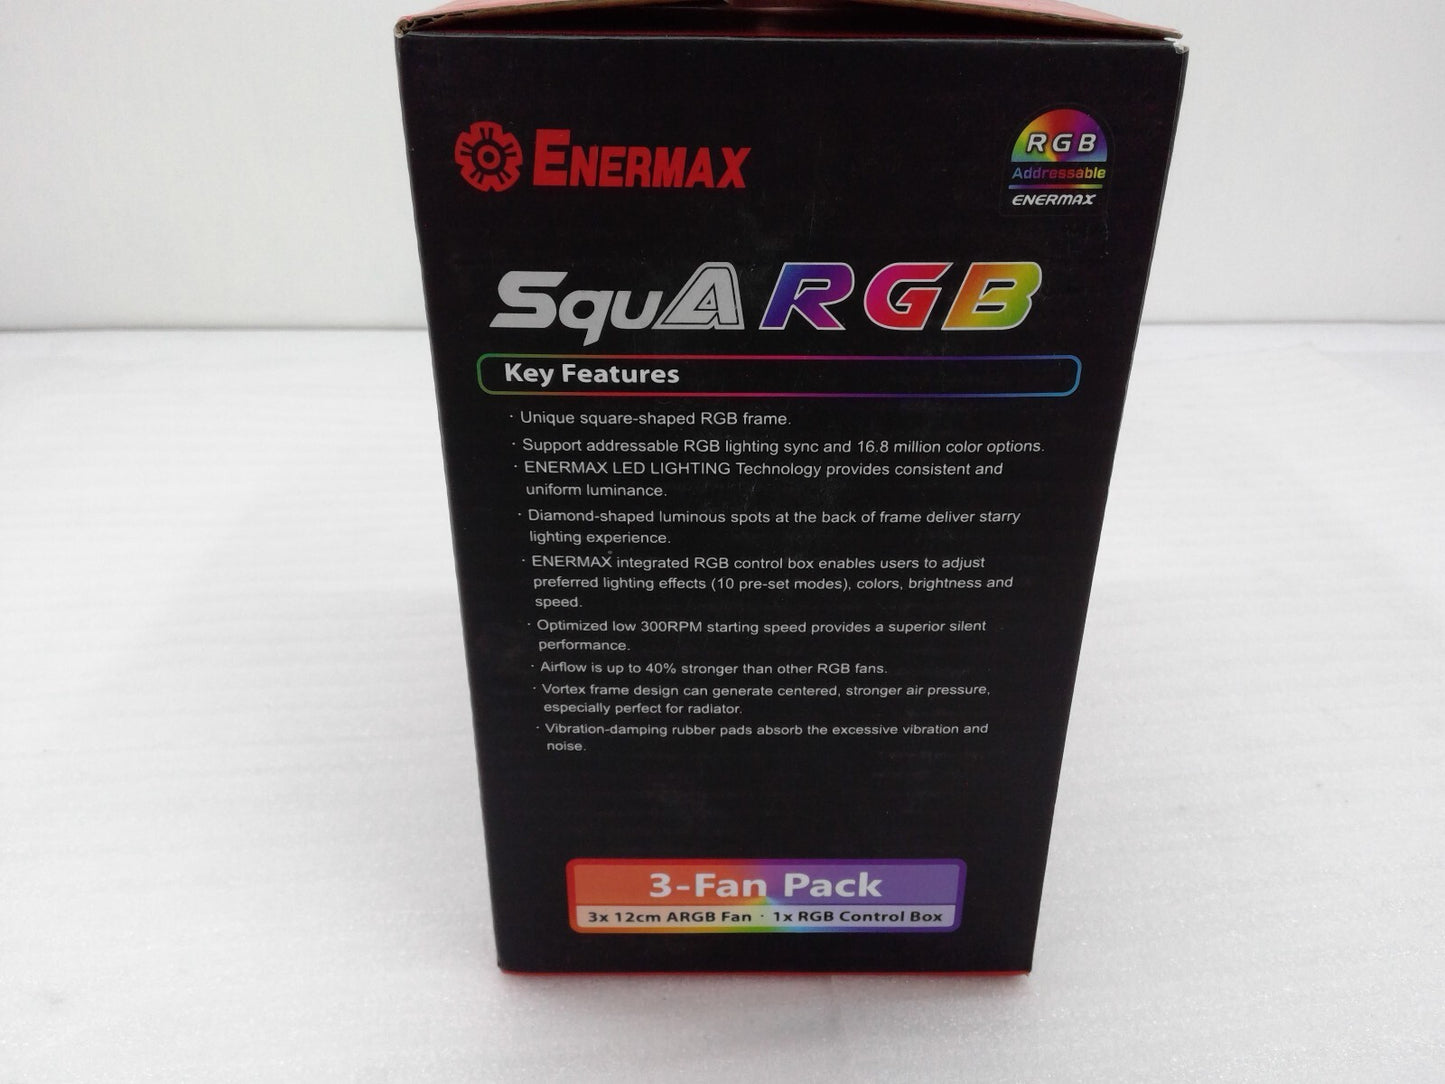 ENERMAX
RGB
Addressable
ENERMAX
SquA RGB
Key Features
· Unique square-shaped RGB frame.
· Support addressable RGB lighting sync and 16.8 million color options.
· ENERMAX LED LIGHTING Technology provides consistent and
uniform luminance.
· Diamond-shaped luminous spots at the back of frame deliver starry
lighting experience.
· ENERMAX integrated RGB control box enables users to adjust
preferred lighting effects (10 pre-set modes), colors, brightness and
speed.
· Optimized low 300RPM starting speed provides a superior silent
performance.
· Airflow is up to 40% stronger than other RGB fans.
· Vortex frame design can generate centered, stronger air pressure,
especially perfect for radiator.
· Vibration-damping rubber pads absorb the excessive vibration and
noise.
3-Fan Pack
3x 12cm ARGB Fan · 1x RGB Control Box